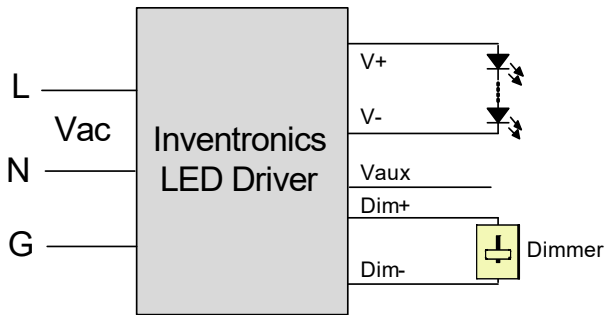 L
Vac
N
G
Inventronics
LED Driver
V+
V-
Vaux
Dim+
Dim-
Dimmer